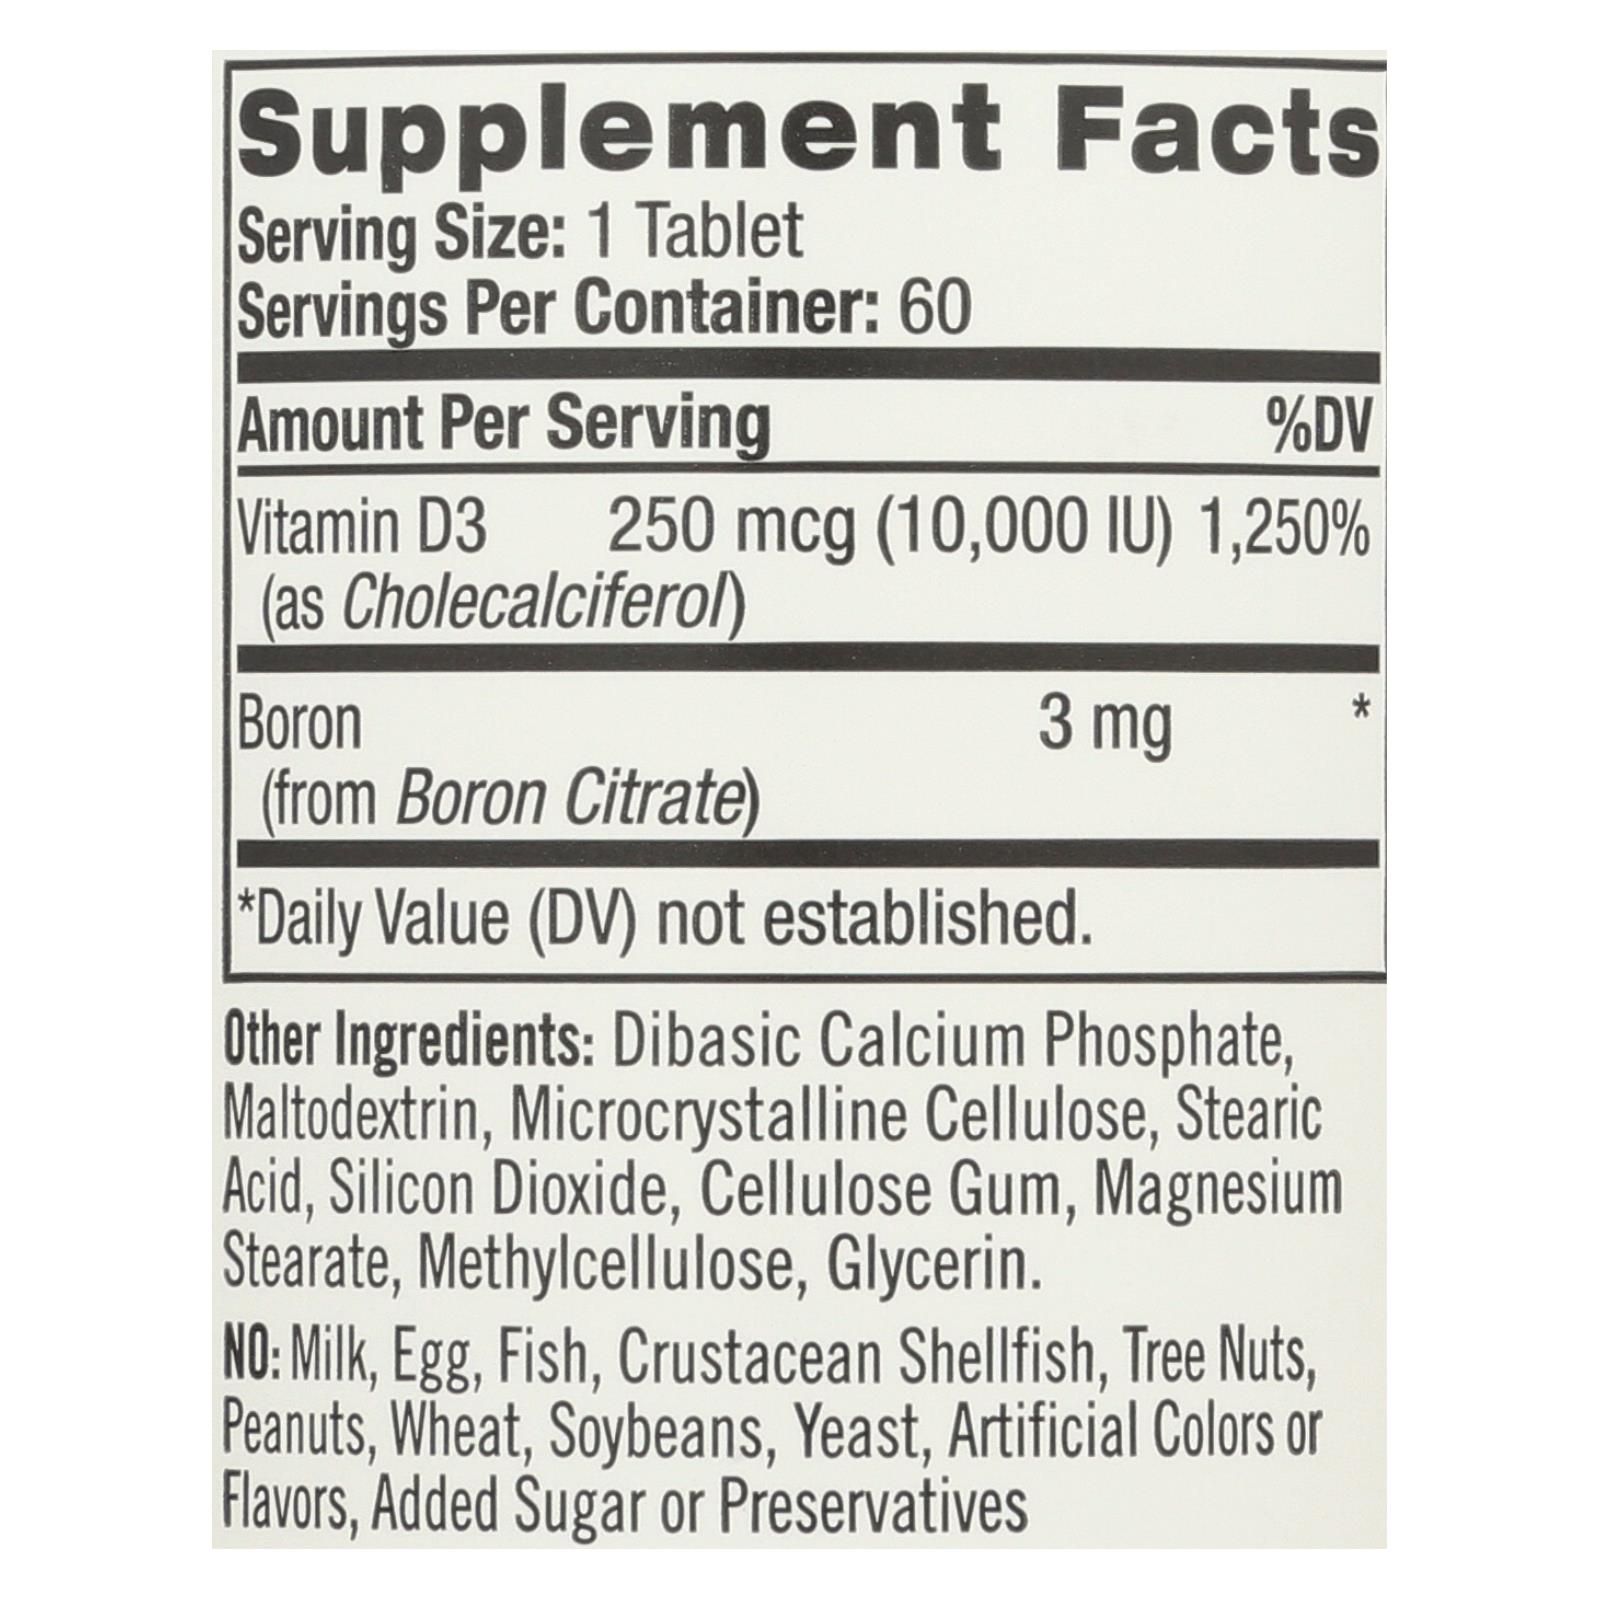 Supplement Facts
Serving Size: 1 Tablet
Servings Per Container: 60
Amount Per Serving %DV
Vitamin D3 250 mcg (10,000 IU) 1,250%
(as Cholecalciferol)
Boron 3 mg *
(from Boron Citrate)
*Daily Value (DV) not established.
Other Ingredients: Dibasic Calcium Phosphate,
Maltodextrin, Microcrystalline Cellulose, Stearic
Acid, Silicon Dioxide, Cellulose Gum, Magnesium
Stearate, Methylcellulose, Glycerin.
NO: Milk, Egg, Fish, Crustacean Shellfish, Tree Nuts,
Peanuts, Wheat, Soybeans, Yeast, Artificial Colors or
Flavors, Added Sugar or Preservatives